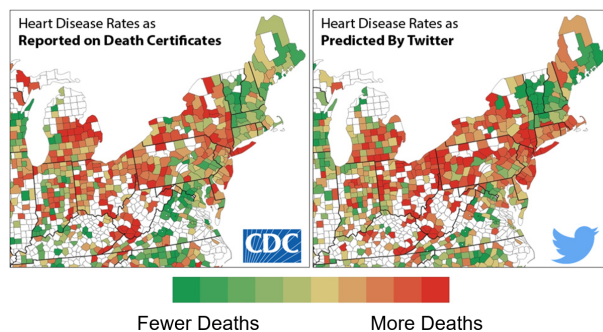 Heart Disease Rates as
Reported on Death Certificates
Heart Disease Rates as
Predicted By Twitter
CDC
Fewer Deaths
More Deaths